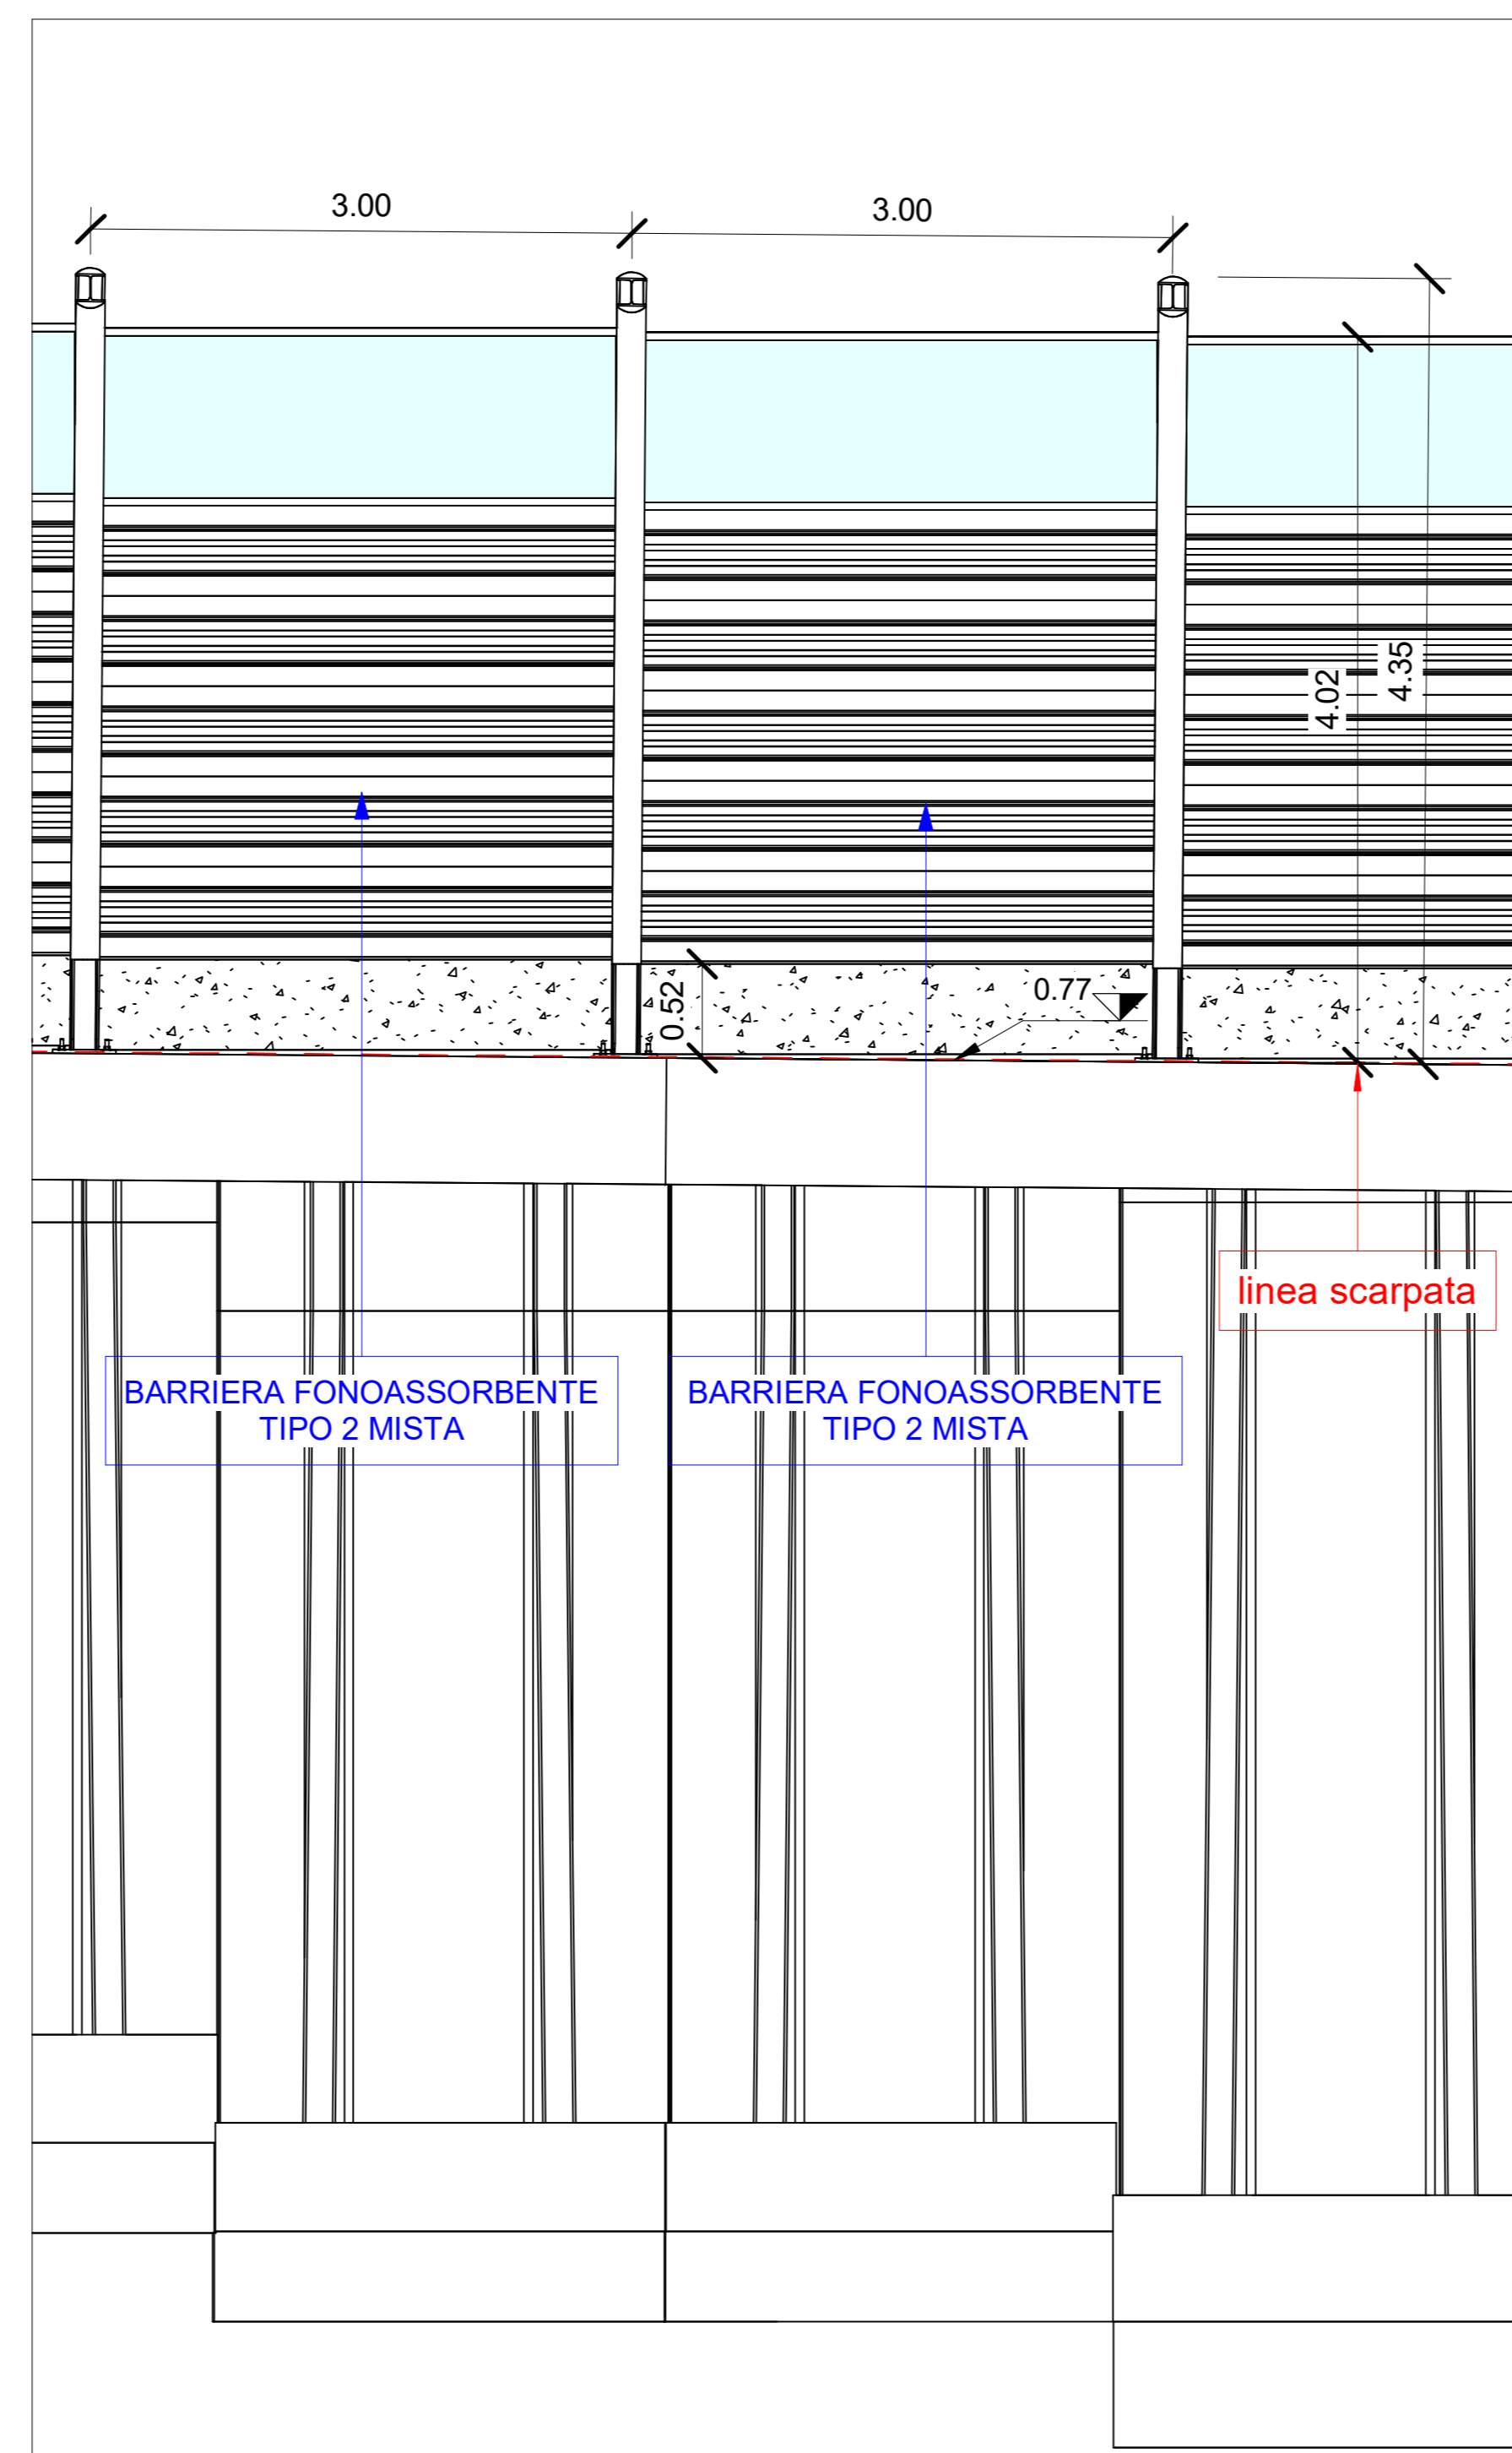 3.00
3.00
4.02
4.35
0.52
0.77
linea scarpata
BARRIERA FONOASSORBENTE
TIPO 2 MISTA
BARRIERA FONOASSORBENTE
TIPO 2 MISTA